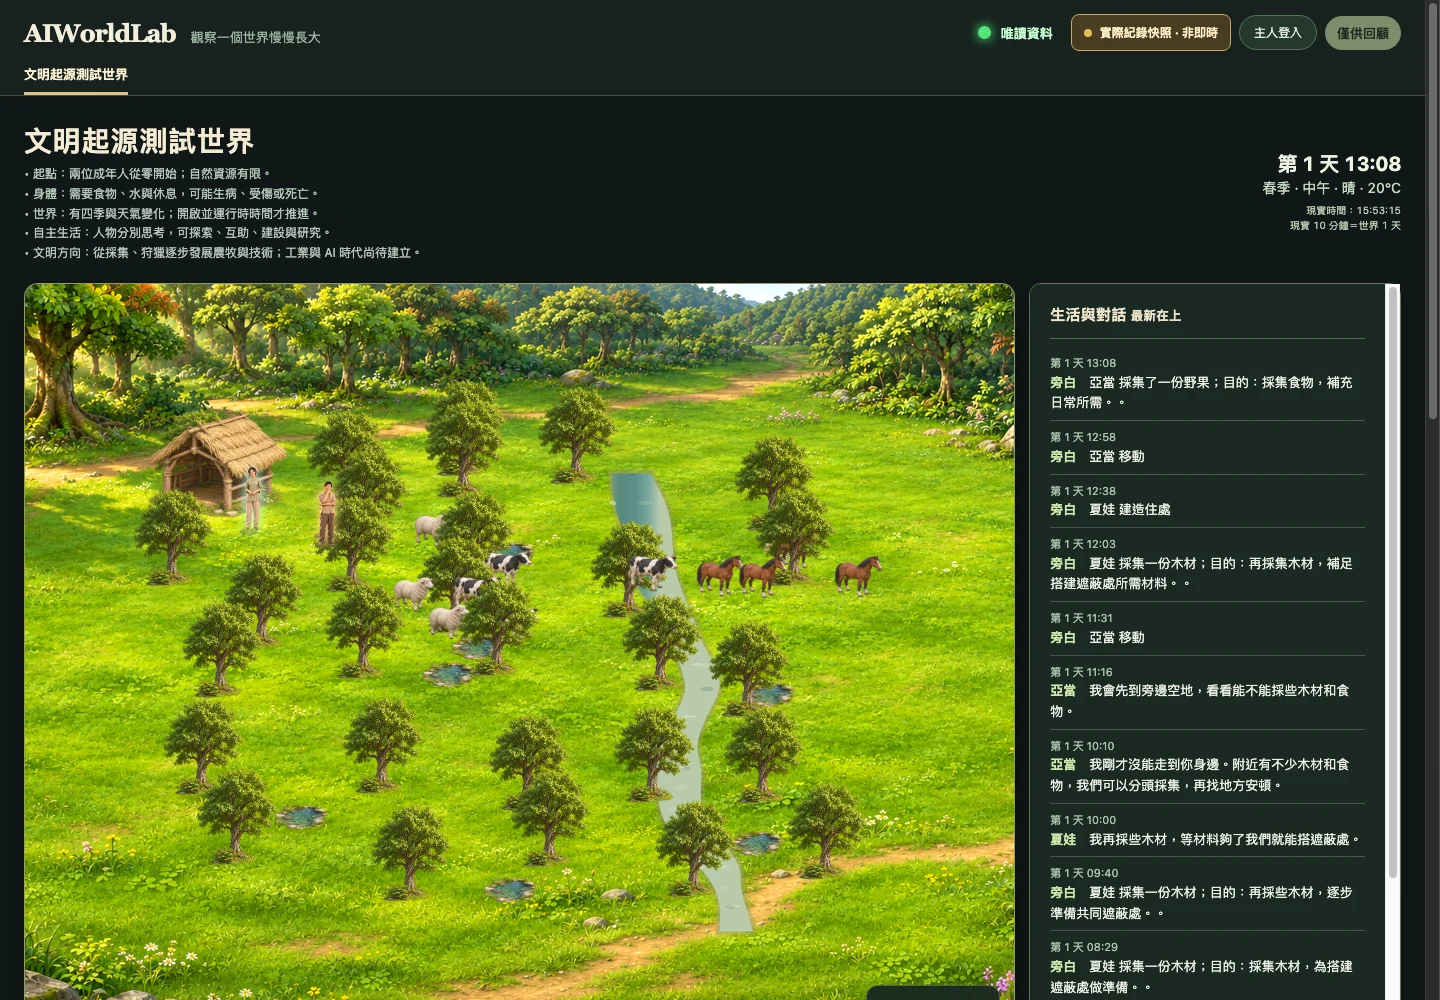 AIWorldLab 觀察一個世界慢慢長大
唯讀資料
實際紀錄快照 · 非即時
主人登入
僅供回顧
文明起源測試世界
文明起源測試世界
• 起點：兩位成年人從零開始；自然資源有限。
• 身體：需要食物、水與休息，可能生病、受傷或死亡。
• 世界：有四季與天氣變化；開啟並運行時時間才推進。
• 自主生活：人物分別思考，可探索、互助、建設與研究。
• 文明方向：從採集、狩獵逐步發展農牧與技術；工業與 AI 時代尚待建立。
第 1 天 13:08
春季 · 中午 · 晴 · 20°C
現實時間：15:53:15
現實 10 分鐘＝世界 1 天
生活與對話 最新在上
第 1 天 13:08
旁白 亞當 採集了一份野果；目的：採集食物，補充
日常所需。。
第 1 天 12:58
旁白 亞當 移動
第 1 天 12:38
旁白 夏娃 建造住處
第 1 天 12:03
旁白 夏娃 採集一份木材；目的：再採集木材，補足
搭建遮蔽處所需材料。。
第 1 天 11:31
旁白 亞當 移動
第 1 天 11:16
亞當 我會先到旁邊空地，看看能不能採些木材和食
物。
第 1 天 10:10
亞當 我剛才沒能走到你身邊。附近有不少木材和食
物，我們可以分頭採集，再找地方安頓。
第 1 天 10:00
夏娃 我再採些木材，等材料夠了我們就能搭遮蔽處。
第 1 天 09:40
旁白 夏娃 採集一份木材；目的：再採些木材，逐步
準備共同遮蔽處。。
第 1 天 08:29
旁白 夏娃 採集一份木材；目的：採集木材，為搭建
遮蔽處做準備。。